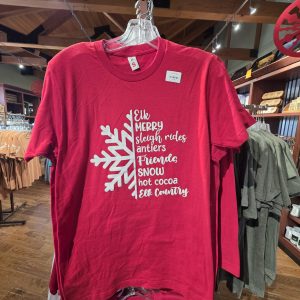 Elk
MERRY
sleigh rides
antlers
Friends
SNOW
hot cocoa
Elk Country